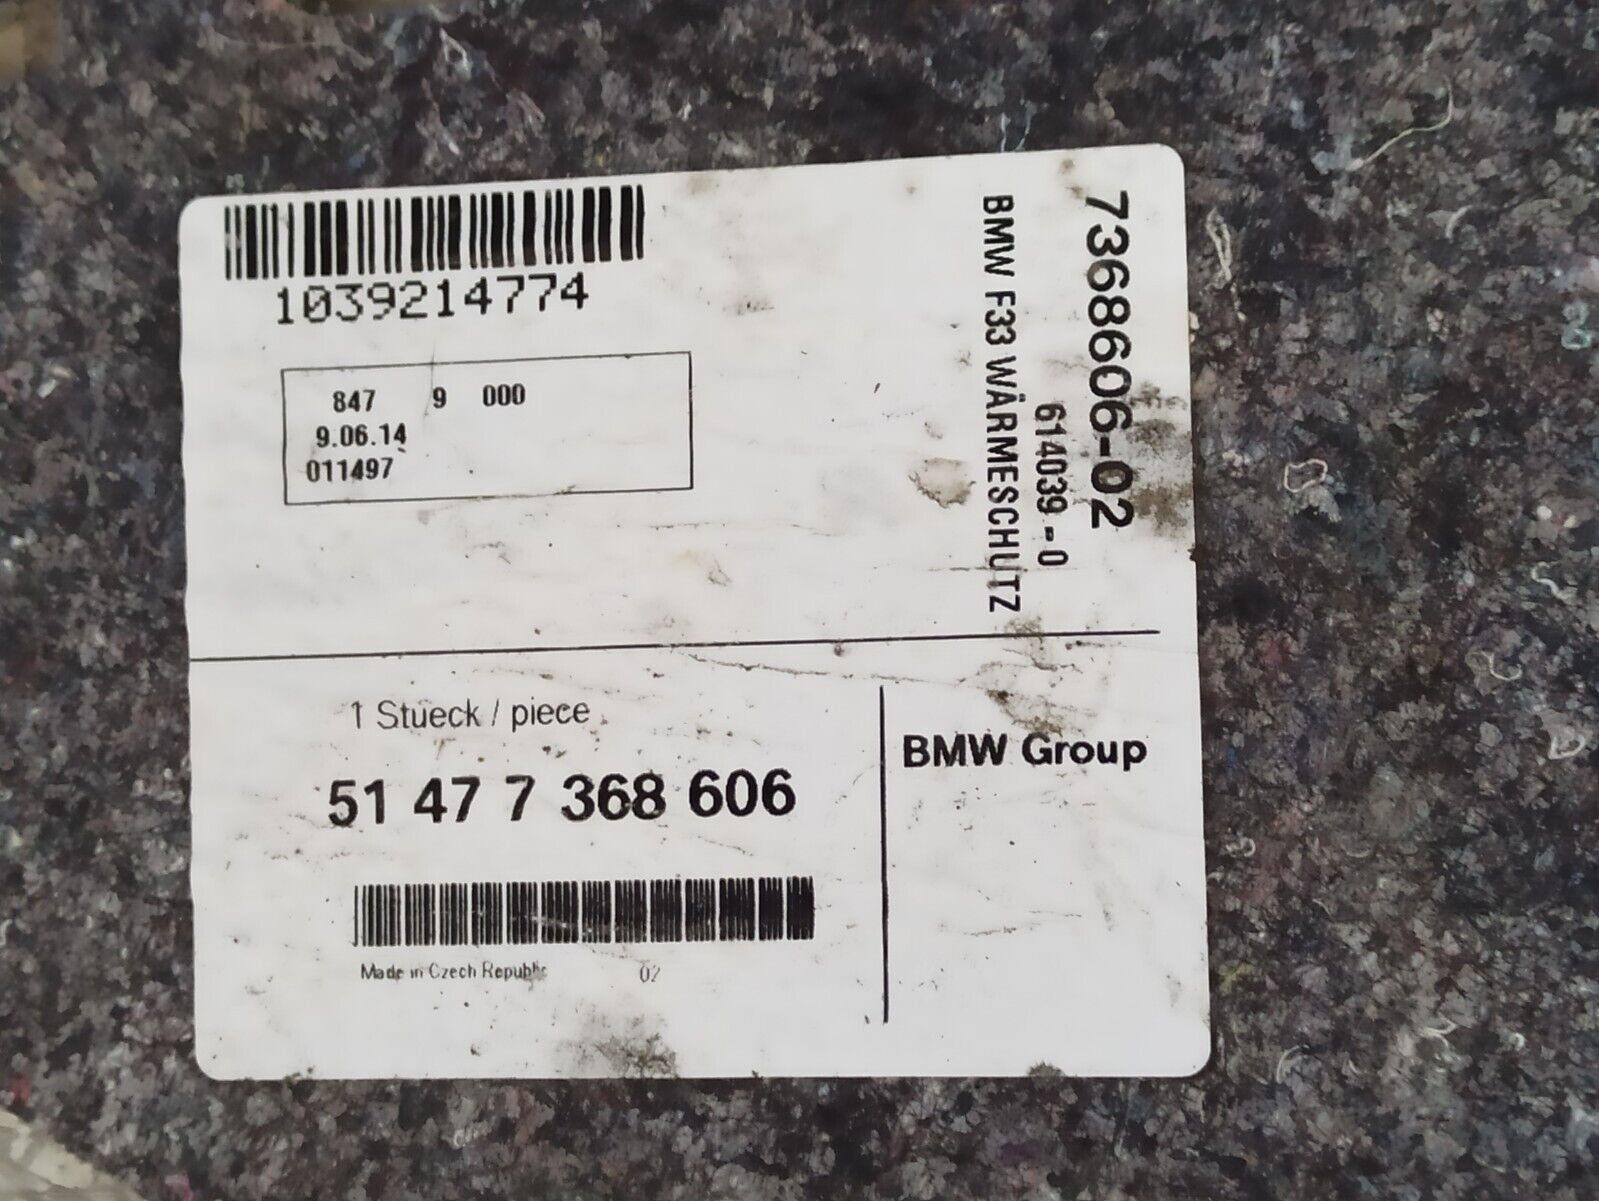 1039214774
847 9 000
9.06.14
011497
7368606-02
614039-0
BMW F33 WÄRMESCHUTZ
1 Stueck / piece
51 47 7 368 606
BMW Group
Made in Czech Republic 02